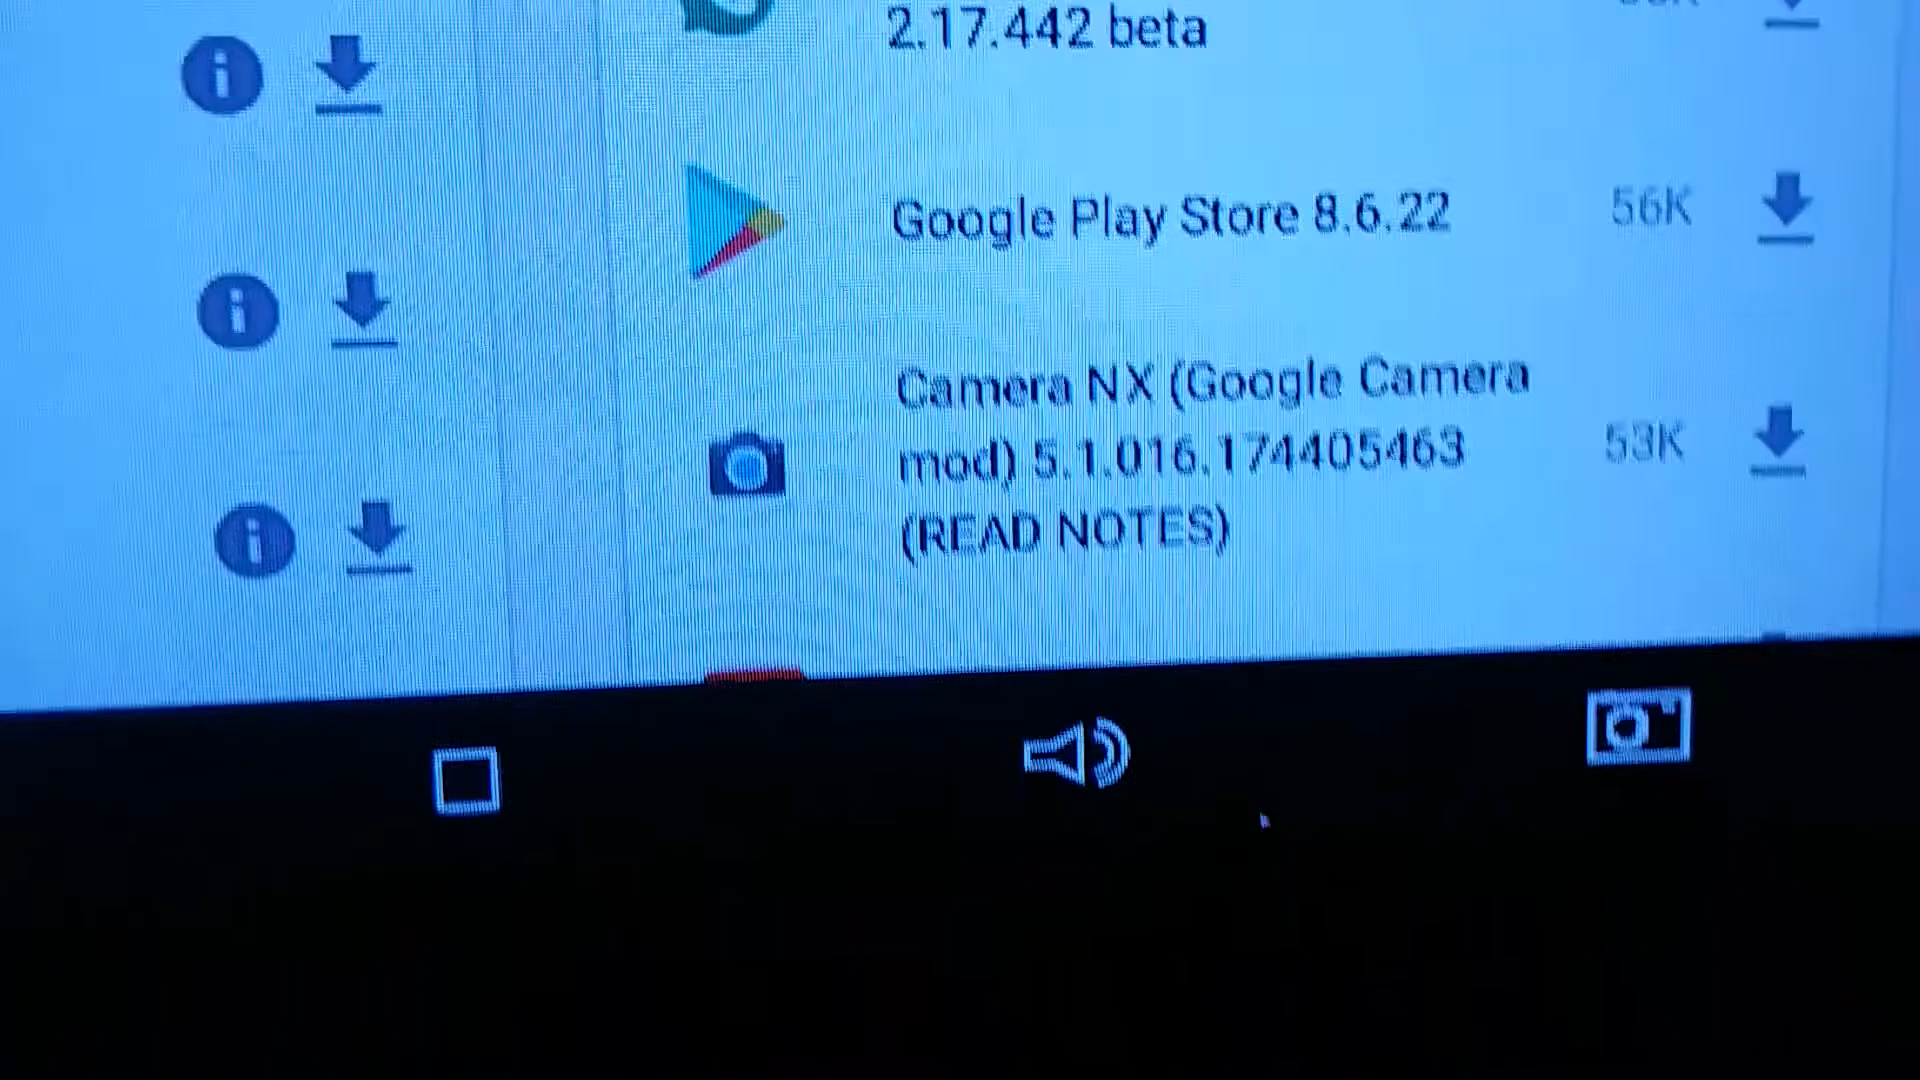 2.17.442 beta
Google Play Store 8.6.22
56K
Camera NX (Google Camera
mod) 5.1.016.174405463
(READ NOTES)
53K